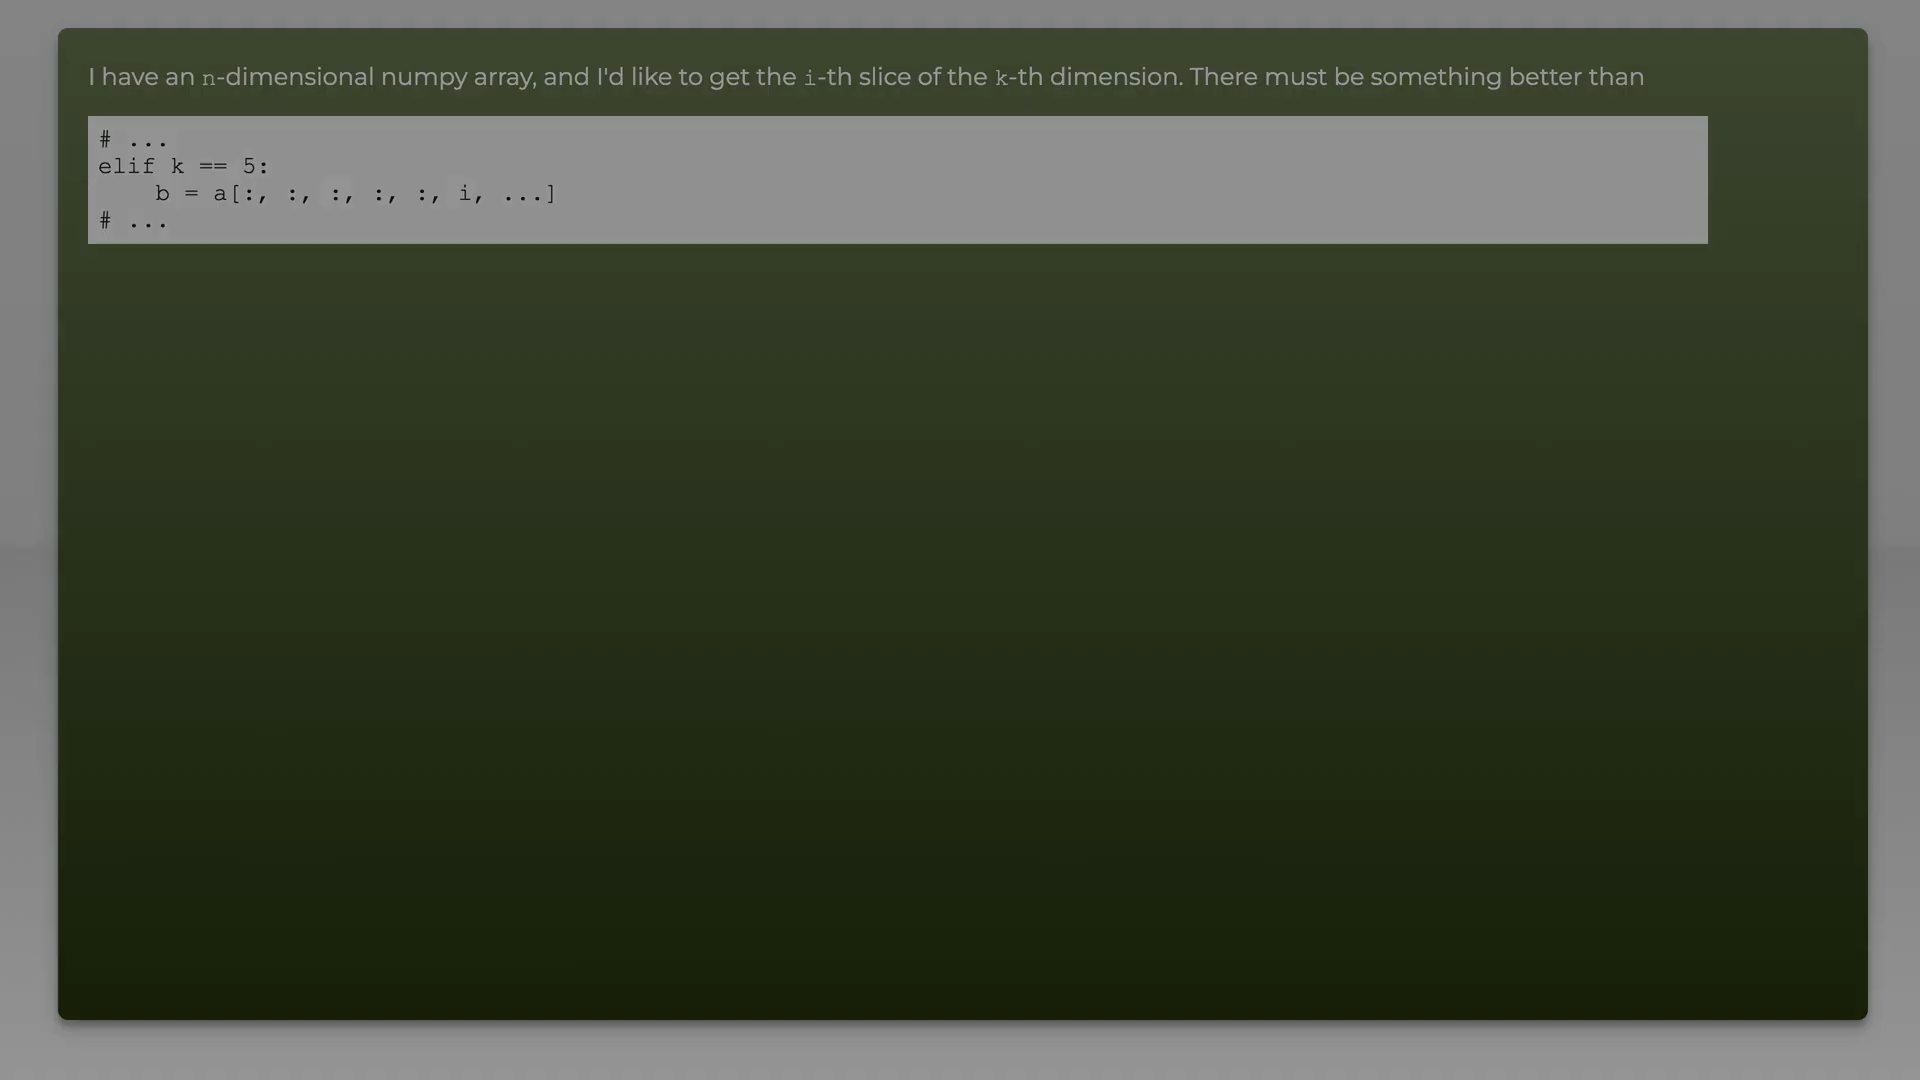 I have an n-dimensional numpy array, and I'd like to get the i-th slice of the k-th dimension. There must be something better than
# ...
elif k == 5:
    b = a[:, :, :, :, :, i, ...]
# ...